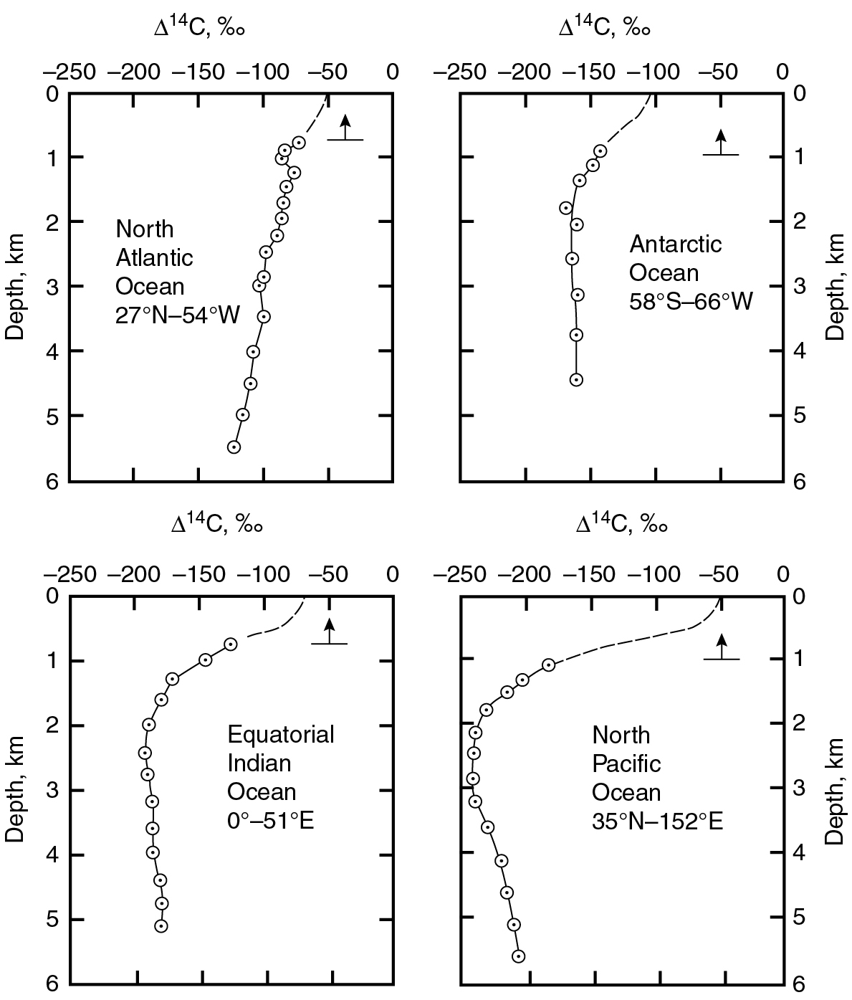 Δ¹⁴C, ‰
Δ¹⁴C, ‰
–250 –200 –150 –100 –50 0
–250 –200 –150 –100 –50 0
0
1
2
3
4
5
6
Depth, km
North
Atlantic
Ocean
27°N–54°W
Antarctic
Ocean
58°S–66°W
0
1
2
3
4
5
6
Depth, km
Δ¹⁴C, ‰
Δ¹⁴C, ‰
–250 –200 –150 –100 –50 0
–250 –200 –150 –100 –50 0
0
1
2
3
4
5
6
Depth, km
Equatorial
Indian
Ocean
0°–51°E
North
Pacific
Ocean
35°N–152°E
0
1
2
3
4
5
6
Depth, km